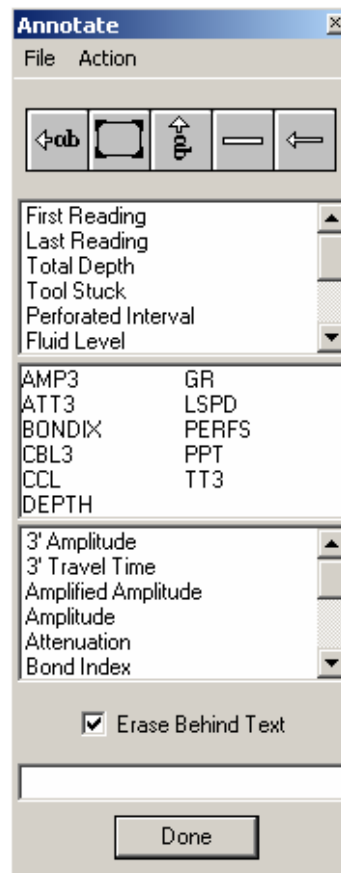 Annotate
File Action
ab ab
First Reading
Last Reading
Total Depth
Tool Stuck
Perforated Interval
Fluid Level
AMP3 GR
ATT3 LSPD
BONDIX PERFS
CBL3 PPT
CCL TT3
DEPTH
3' Amplitude
3' Travel Time
Amplified Amplitude
Amplitude
Attenuation
Bond Index
Erase Behind Text
Done